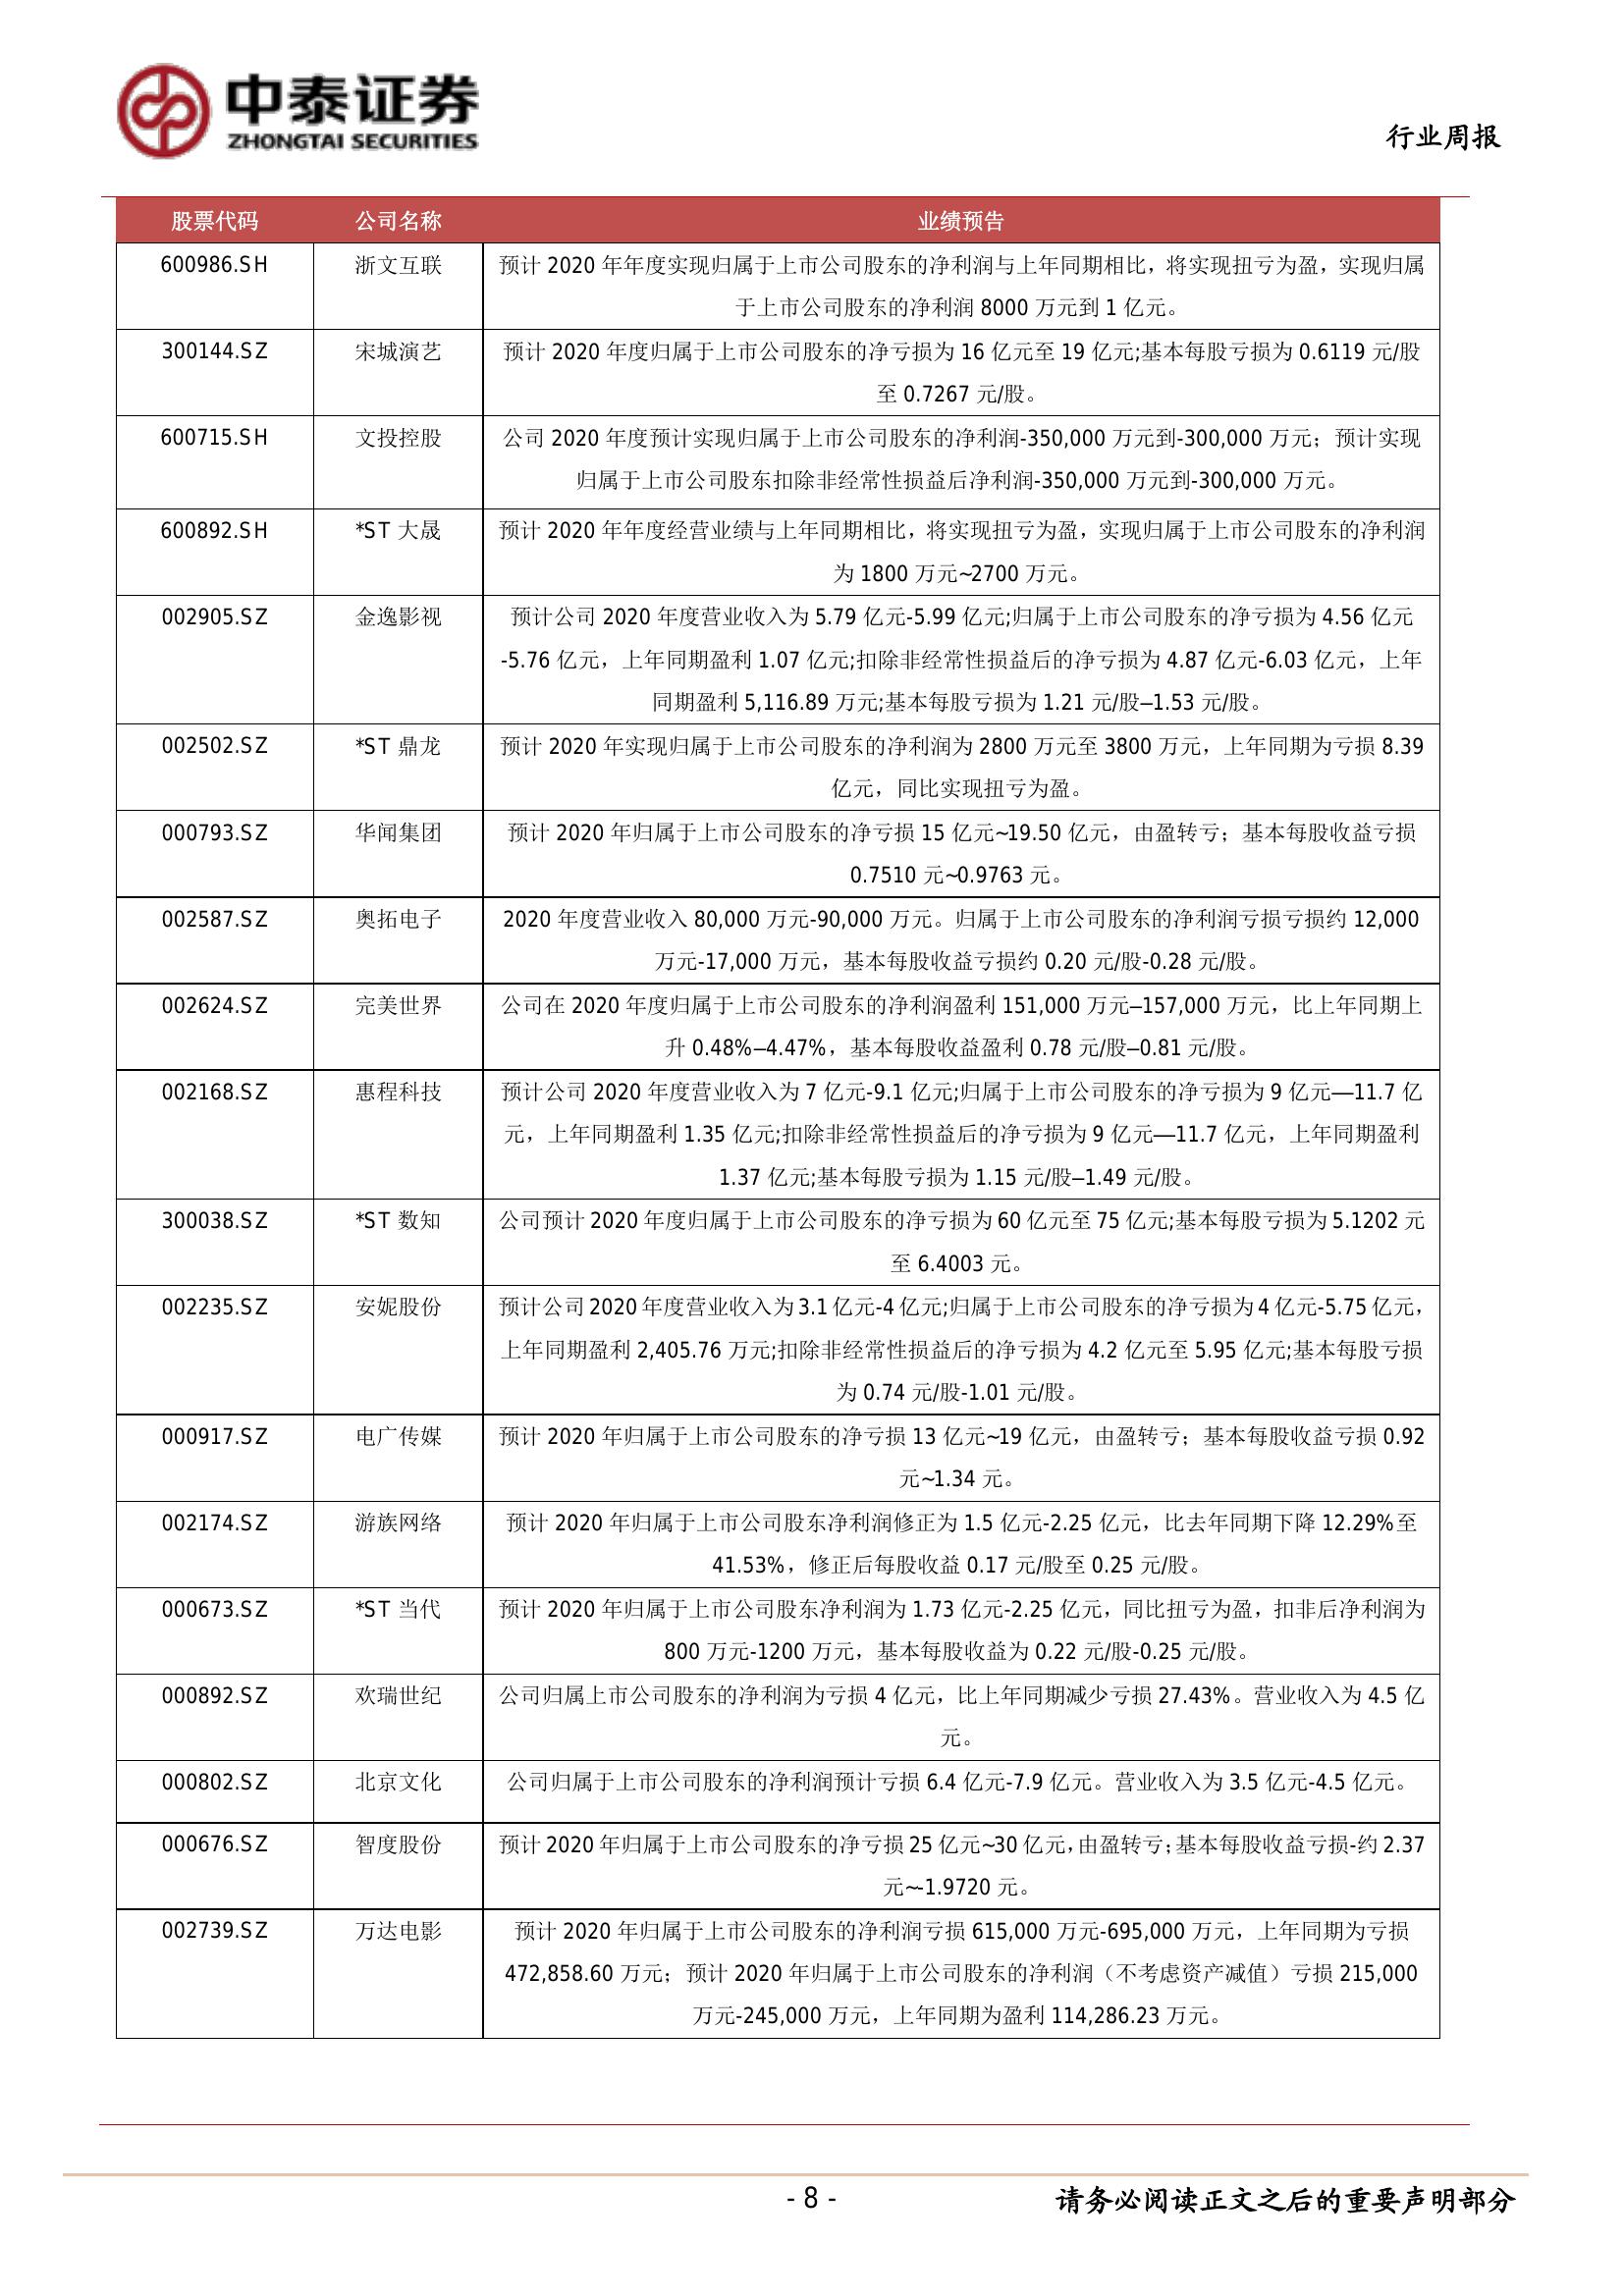 中泰证券
ZHONGTAI SECURITIES
行业周报
股票代码 公司名称 业绩预告
600986.SH 浙文互联 预计 2020 年年度实现归属于上市公司股东的净利润与上年同期相比，将实现扭亏为盈，实现归属
于上市公司股东的净利润 8000 万元到 1 亿元。
300144.SZ 宋城演艺 预计 2020 年度归属于上市公司股东的净亏损为 16 亿元至 19 亿元;基本每股亏损为 0.6119 元/股
至 0.7267 元/股。
600715.SH 文投控股 公司 2020 年度预计实现归属于上市公司股东的净利润-350,000 万元到-300,000 万元；预计实现
归属于上市公司股东扣除非经常性损益后净利润-350,000 万元到-300,000 万元。
600892.SH *ST 大晟 预计 2020 年年度经营业绩与上年同期相比，将实现扭亏为盈，实现归属于上市公司股东的净利润
为 1800 万元~2700 万元。
002905.SZ 金逸影视 预计公司 2020 年度营业收入为 5.79 亿元-5.99 亿元;归属于上市公司股东的净亏损为 4.56 亿元
-5.76 亿元，上年同期盈利 1.07 亿元;扣除非经常性损益后的净亏损为 4.87 亿元-6.03 亿元，上年
同期盈利 5,116.89 万元;基本每股亏损为 1.21 元/股–1.53 元/股。
002502.SZ *ST 鼎龙 预计 2020 年实现归属于上市公司股东的净利润为 2800 万元至 3800 万元，上年同期为亏损 8.39
亿元，同比实现扭亏为盈。
000793.SZ 华闻集团 预计 2020 年归属于上市公司股东的净亏损 15 亿元~19.50 亿元，由盈转亏；基本每股收益亏损
0.7510 元~0.9763 元。
002587.SZ 奥拓电子 2020 年度营业收入 80,000 万元-90,000 万元。归属于上市公司股东的净利润亏损亏损约 12,000
万元-17,000 万元，基本每股收益亏损约 0.20 元/股-0.28 元/股。
002624.SZ 完美世界 公司在 2020 年度归属于上市公司股东的净利润盈利 151,000 万元–157,000 万元，比上年同期上
升 0.48%–4.47%，基本每股收益盈利 0.78 元/股–0.81 元/股。
002168.SZ 惠程科技 预计公司 2020 年度营业收入为 7 亿元-9.1 亿元;归属于上市公司股东的净亏损为 9 亿元—11.7 亿
元，上年同期盈利 1.35 亿元;扣除非经常性损益后的净亏损为 9 亿元—11.7 亿元，上年同期盈利
1.37 亿元;基本每股亏损为 1.15 元/股–1.49 元/股。
300038.SZ *ST 数知 公司预计 2020 年度归属于上市公司股东的净亏损为 60 亿元至 75 亿元;基本每股亏损为 5.1202 元
至 6.4003 元。
002235.SZ 安妮股份 预计公司 2020 年度营业收入为 3.1 亿元-4 亿元;归属于上市公司股东的净亏损为 4 亿元-5.75 亿元，
上年同期盈利 2,405.76 万元;扣除非经常性损益后的净亏损为 4.2 亿元至 5.95 亿元;基本每股亏损
为 0.74 元/股-1.01 元/股。
000917.SZ 电广传媒 预计 2020 年归属于上市公司股东的净亏损 13 亿元~19 亿元，由盈转亏；基本每股收益亏损 0.92
元~1.34 元。
002174.SZ 游族网络 预计 2020 年归属于上市公司股东净利润修正为 1.5 亿元-2.25 亿元，比去年同期下降 12.29%至
41.53%，修正后每股收益 0.17 元/股至 0.25 元/股。
000673.SZ *ST 当代 预计 2020 年归属于上市公司股东净利润为 1.73 亿元-2.25 亿元，同比扭亏为盈，扣非后净利润为
800 万元-1200 万元，基本每股收益为 0.22 元/股-0.25 元/股。
000892.SZ 欢瑞世纪 公司归属上市公司股东的净利润为亏损 4 亿元，比上年同期减少亏损 27.43%。营业收入为 4.5 亿
元。
000802.SZ 北京文化 公司归属于上市公司股东的净利润预计亏损 6.4 亿元-7.9 亿元。营业收入为 3.5 亿元-4.5 亿元。
000676.SZ 智度股份 预计 2020 年归属于上市公司股东的净亏损 25 亿元~30 亿元,由盈转亏;基本每股收益亏损-约 2.37
元~-1.9720 元。
002739.SZ 万达电影 预计 2020 年归属于上市公司股东的净利润亏损 615,000 万元-695,000 万元，上年同期为亏损
472,858.60 万元；预计 2020 年归属于上市公司股东的净利润（不考虑资产减值）亏损 215,000
万元-245,000 万元，上年同期为盈利 114,286.23 万元。
- 8 -
请务必阅读正文之后的重要声明部分